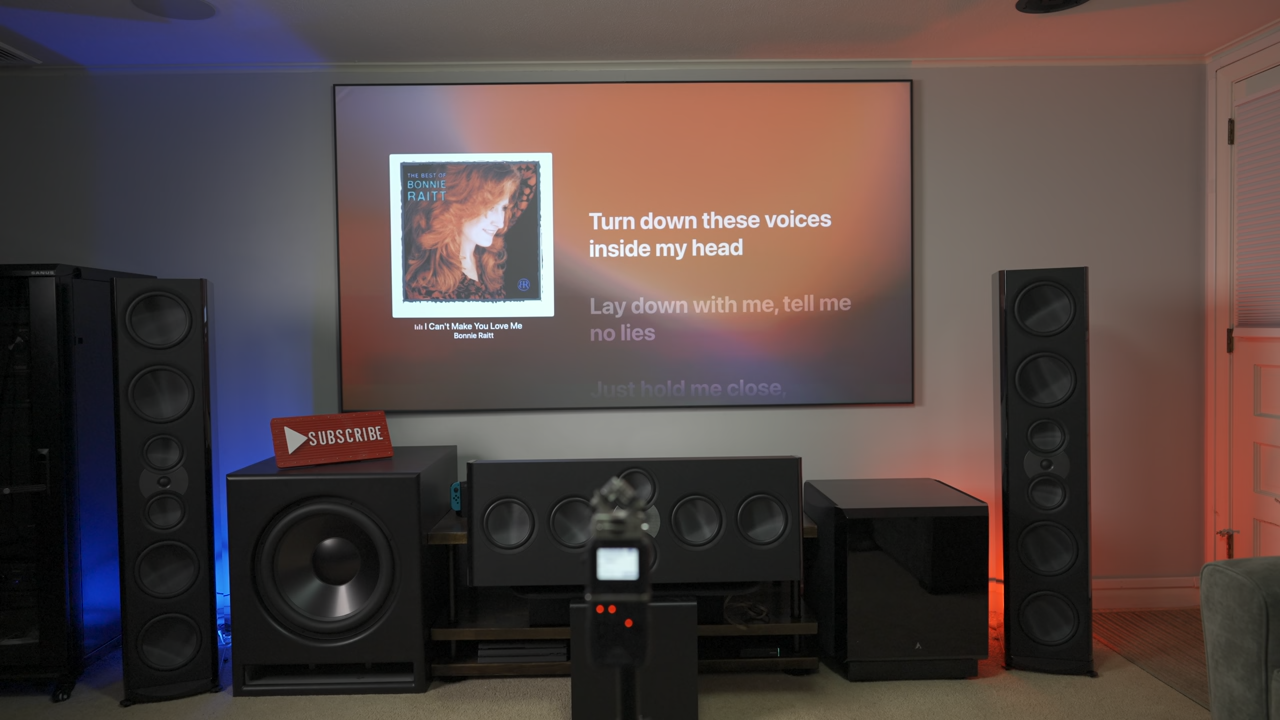 THE BEST OF
BONNIE
RAITT
Turn down these voices
inside my head
Lay down with me, tell me
no lies
I Can't Make You Love Me
Bonnie Raitt
Just hold me close,
SUBSCRIBE